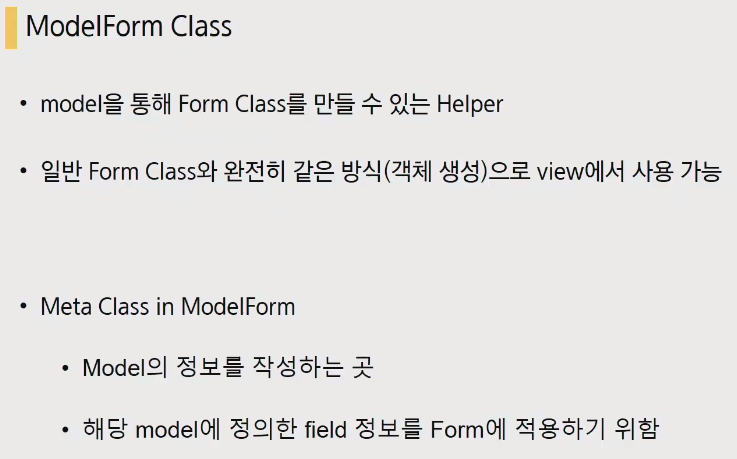 ModelForm Class
• model을 통해 Form Class를 만들 수 있는 Helper
• 일반 Form Class와 완전히 같은 방식(객체 생성)으로 view에서 사용 가능
• Meta Class in ModelForm
• Model의 정보를 작성하는 곳
• 해당 model에 정의한 field 정보를 Form에 적용하기 위함